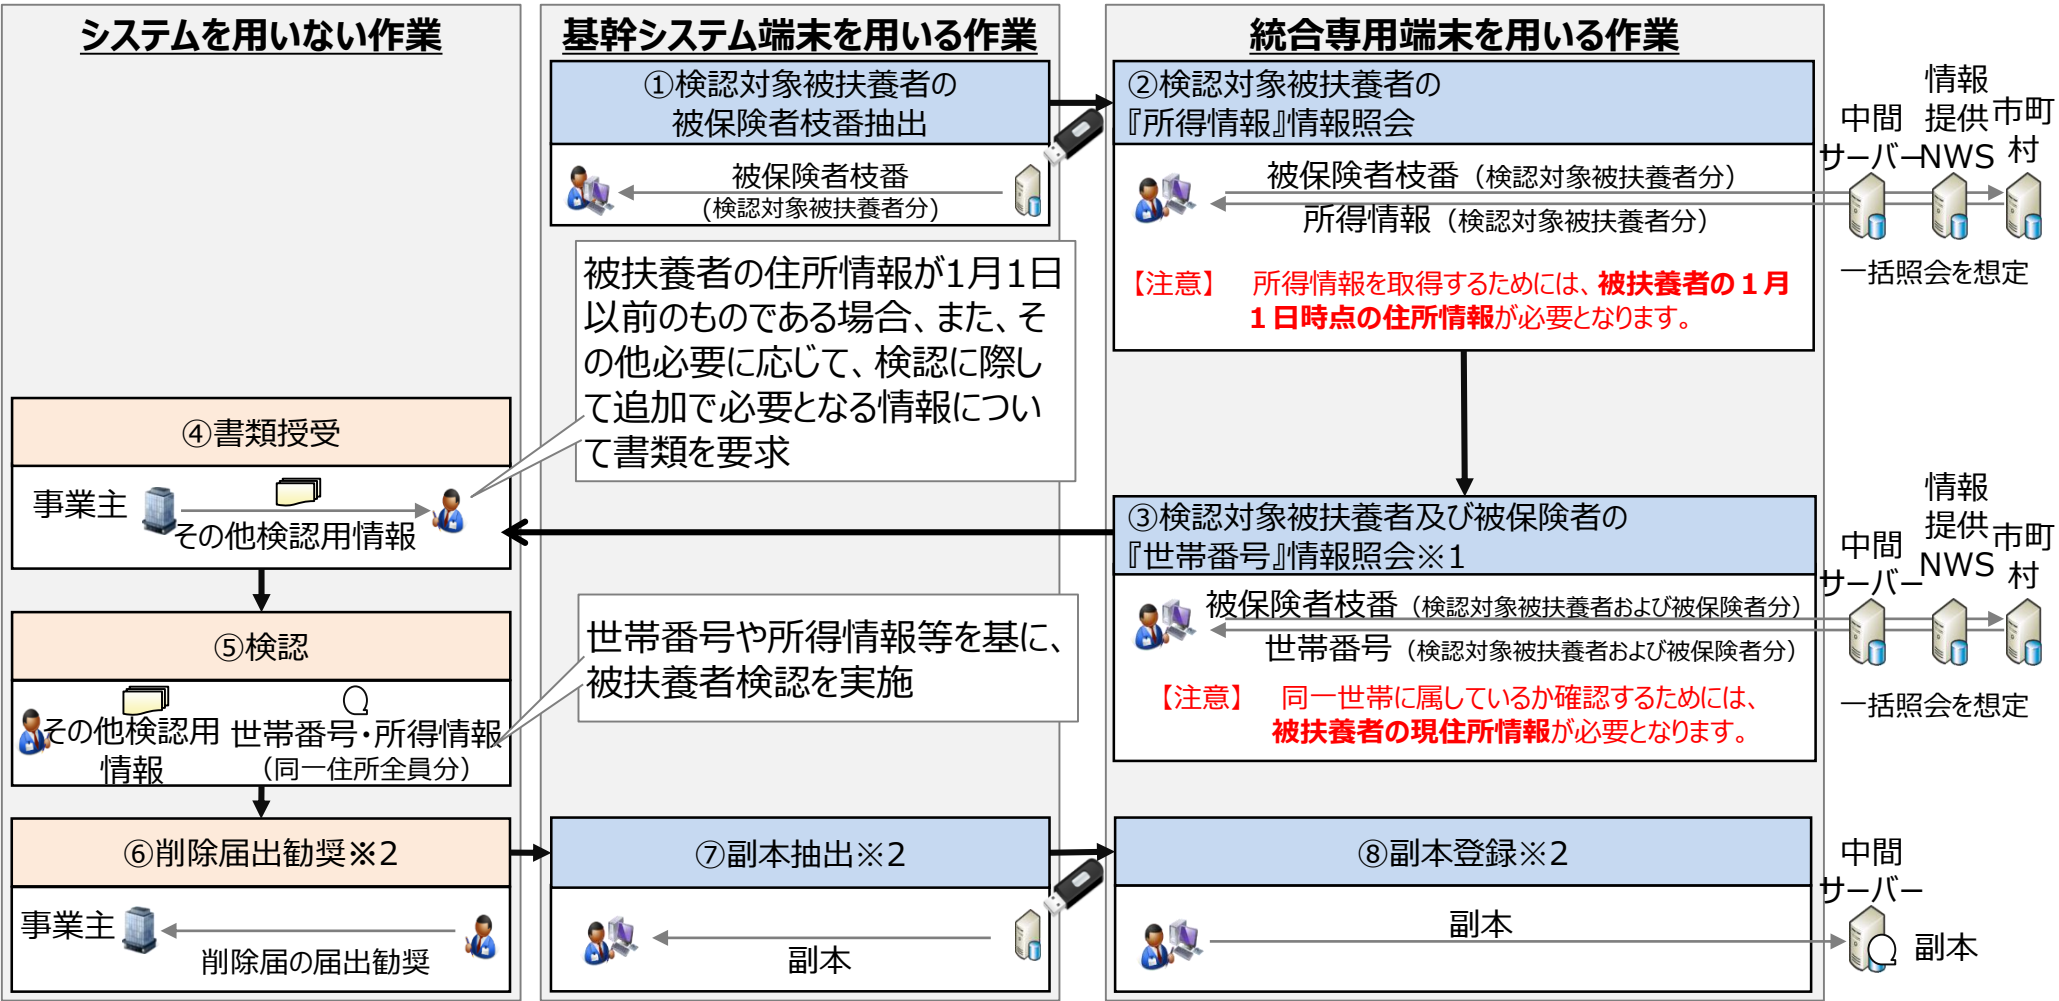 システムを用いない作業
基幹システム端末を用いる作業
統合専用端末を用いる作業
①検認対象被扶養者の
被保険者枝番抽出
被保険者枝番
(検認対象被扶養者分)
②検認対象被扶養者の
『所得情報』情報照会
被保険者枝番（検認対象被扶養者分）
所得情報（検認対象被扶養者分）
【注意】　所得情報を取得するためには、被扶養者の１月
１日時点の住所情報が必要となります。
中間
サーバー
情報
提供
NWS
市町
村
一括照会を想定
被扶養者の住所情報が1月1日
以前のものである場合、また、そ
の他必要に応じて、検認に際し
て追加で必要となる情報につい
て書類を要求
③検認対象被扶養者及び被保険者の
『世帯番号』情報照会※1
被保険者枝番（検認対象被扶養者および被保険者分）
世帯番号（検認対象被扶養者および被保険者分）
【注意】　同一世帯に属しているか確認するためには、
被扶養者の現住所情報が必要となります。
中間
サーバー
情報
提供
NWS
市町
村
一括照会を想定
④書類授受
事業主
その他検認用情報
⑤検認
その他検認用
情報
世帯番号・所得情報
（同一住所全員分）
世帯番号や所得情報等を基に、
被扶養者検認を実施
⑥削除届出勧奨※2
事業主
削除届の届出勧奨
⑦副本抽出※2
副本
⑧副本登録※2
副本
中間
サーバー
副本